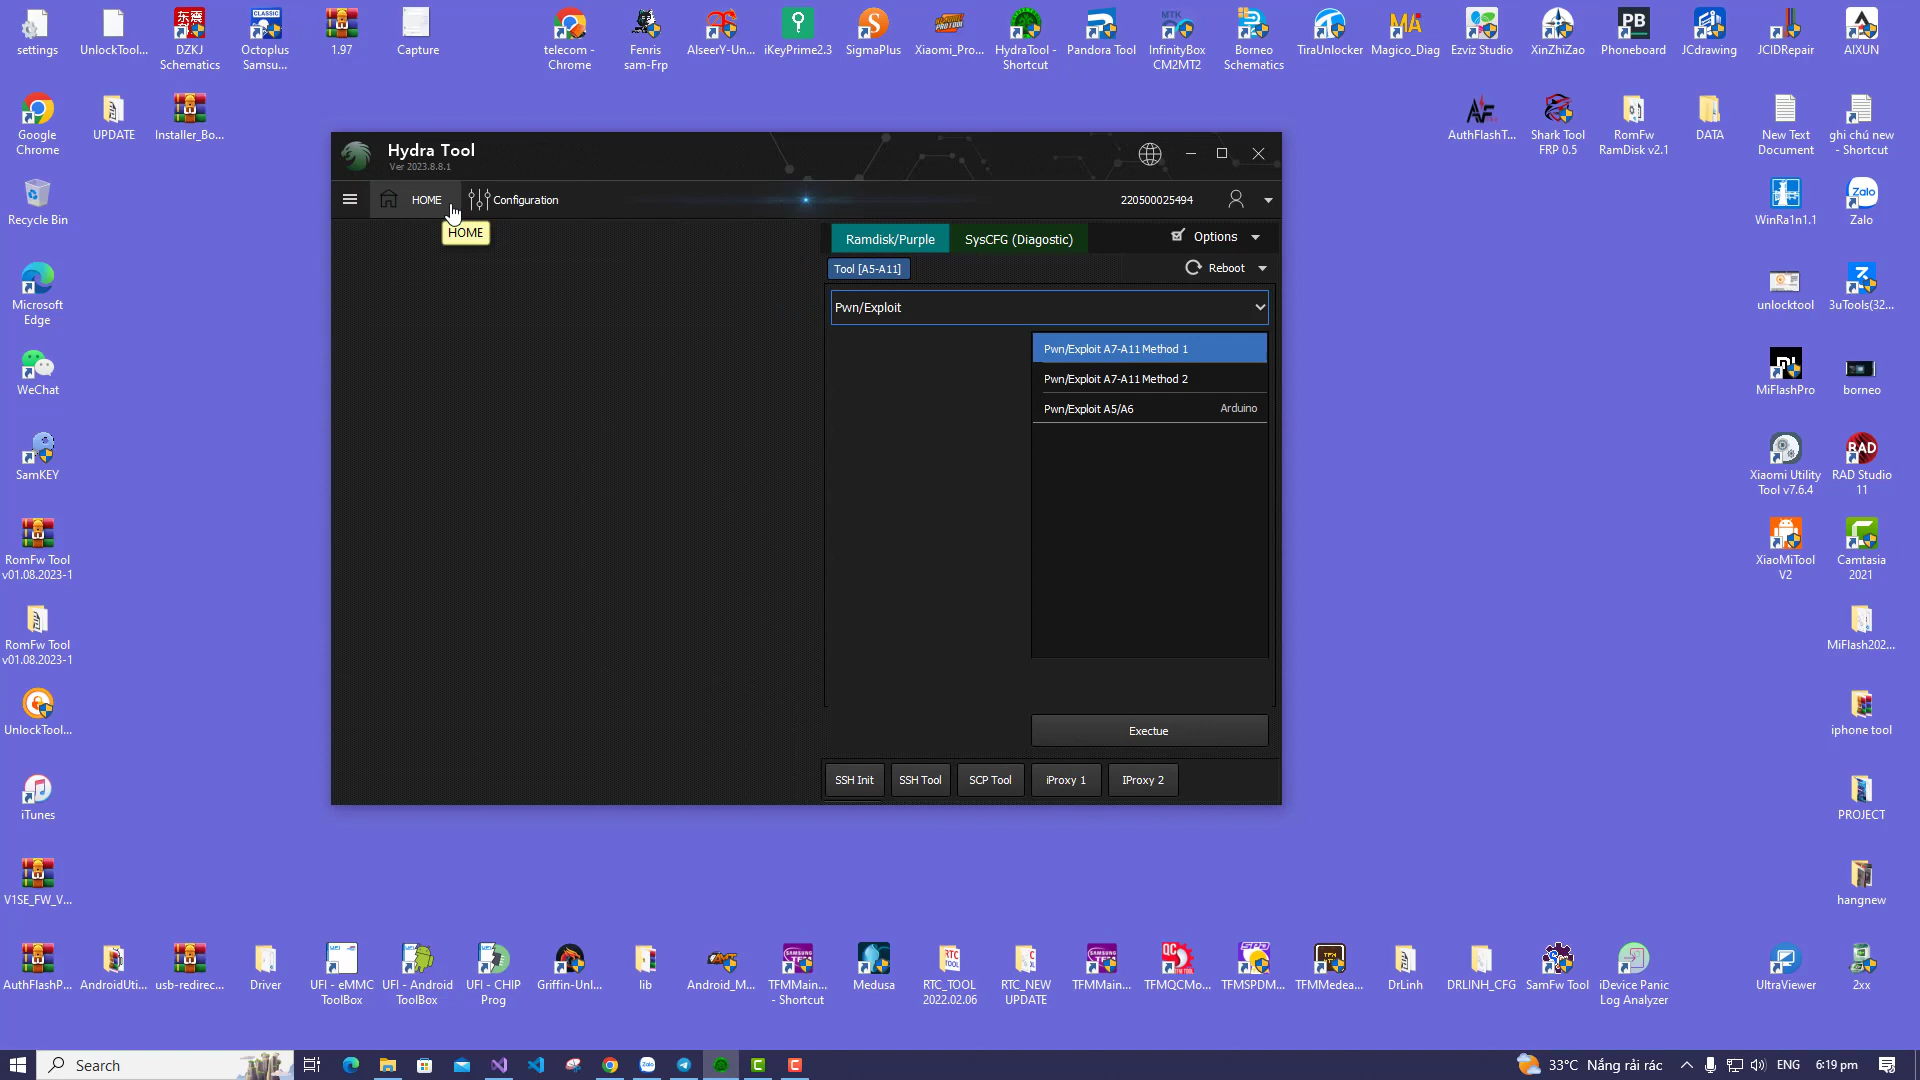 settings
UnlockTool...
DZKJ
Schematics
Octoplus
Samsu...
1.97
Capture
telecom -
Chrome
Fenris
sam-Frp
AlseerY-Un...
iKeyPrime2.3
SigmaPlus
Xiaomi_Pro...
HydraTool -
Shortcut
Pandora Tool
InfinityBox
CM2MT2
Borneo
Schematics
TiraUnlocker
Magico_Diag
Ezviz Studio
XinZhiZao
Phoneboard
JCdrawing
JCIDRepair
AIXUN
Google
Chrome
UPDATE
Installer_Bo...
AuthFlashT...
Shark Tool
FRP 0.5
RomFw
RamDisk v2.1
DATA
New Text
Document
ghi chú new
- Shortcut
Recycle Bin
WinRa1n1.1
Zalo
Microsoft
Edge
unlocktool
3uTools(32...
WeChat
MiFlashPro
borneo
SamKEY
Xiaomi Utility
Tool v7.6.4
RAD Studio
11
RomFw Tool
v01.08.2023-1
XiaoMiTool
V2
Camtasia
2021
RomFw Tool
v01.08.2023-1
MiFlash202...
UnlockTool...
iphone tool
iTunes
PROJECT
V1SE_FW_V...
hangnew
AuthFlashP...
AndroidUti...
usb-redirec...
Driver
UFI - eMMC
ToolBox
UFI - Android
ToolBox
UFI - CHIP
Prog
Griffin-Unl...
lib
Android_M...
TFMMain...
- Shortcut
Medusa
RTC_TOOL
2022.02.06
RTC_NEW
UPDATE
TFMMain...
TFMQCMo...
TFMSPDM...
TFMMedea...
DrLinh
DRLINH_CFG
SamFw Tool
iDevice Panic
Log Analyzer
UltraViewer
2xx
Hydra Tool
Ver 2023.8.8.1
HOME
Configuration
220500025494
HOME
Ramdisk/Purple
SysCFG (Diagostic)
Options
Tool [A5-A11]
Reboot
Pwn/Exploit
Pwn/Exploit A7-A11 Method 1
Pwn/Exploit A7-A11 Method 2
Pwn/Exploit A5/A6
Arduino
Exectue
SSH Init
SSH Tool
SCP Tool
iProxy 1
IProxy 2
Search
33°C Nắng rải rác
ENG
6:19 pm